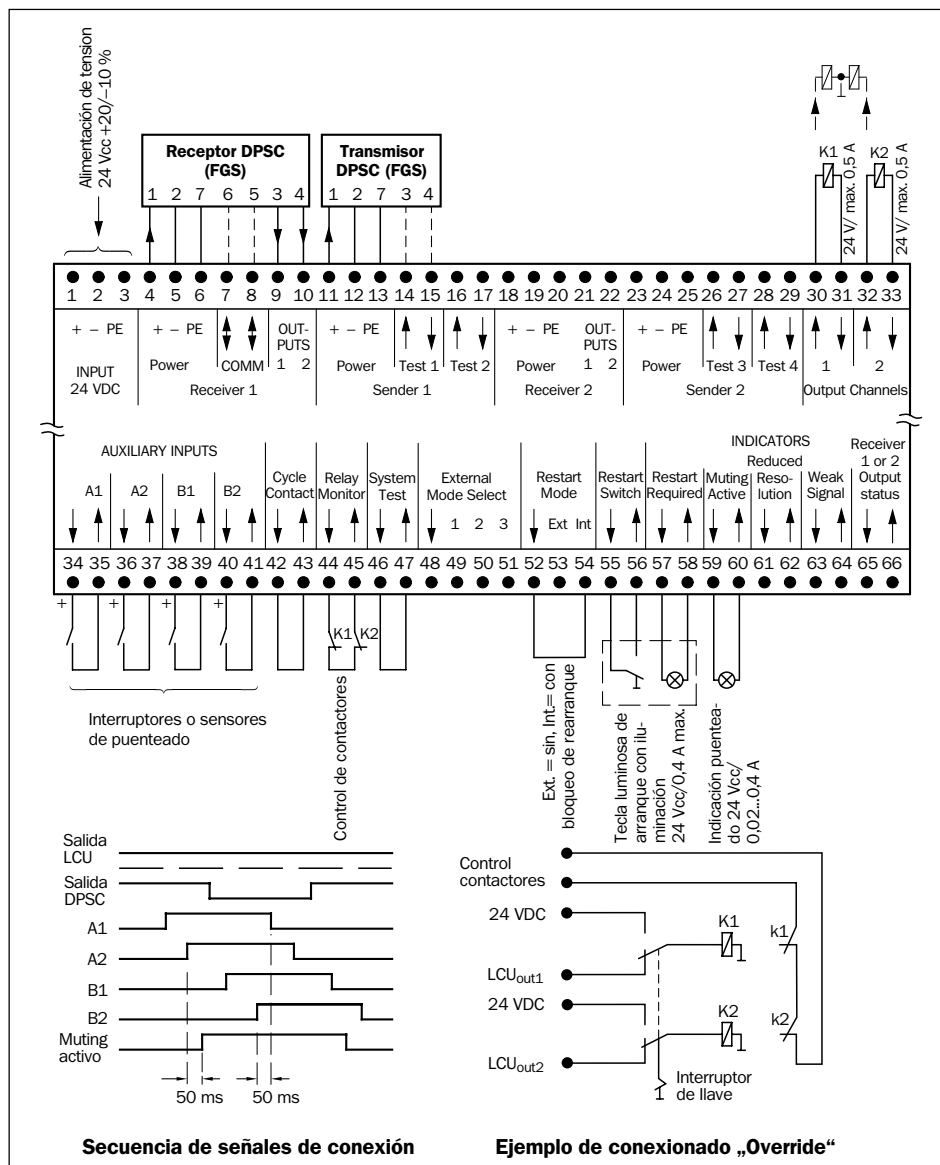 Alimentación de tension
24 Vcc +20/–10 %
Receptor DPSC
(FGS)
1 2 7 6 5 3 4
Transmisor
DPSC (FGS)
1 2 7 3 4
K1
24 V/ max. 0,5 A
K2
24 V/ max. 0,5 A
1 2 3 4 5 6 7 8 9 10 11 12 13 14 15 16 17 18 19 20 21 22 23 24 25 26 27 28 29 30 31 32 33
+ – PE
INPUT
24 VDC
+ – PE
Power
COMM
OUT-
PUTS
1 2
Receiver 1
+ – PE
Power
Test 1
Test 2
Sender 1
+ – PE
Power
OUT-
PUTS
1 2
Receiver 2
+ – PE
Power
Test 3
Test 4
Sender 2
1 2
Output Channels
AUXILIARY INPUTS
A1 A2 B1 B2
Cycle
Contact
Relay
Monitor
System
Test
External
Mode Select
1 2 3
Restart
Mode
Ext Int
Restart
Switch
INDICATORS
Restart
Required
Muting
Active
Reduced
Reso-
lution
Weak
Signal
Receiver
1 or 2
Output
status
34 35 36 37 38 39 40 41 42 43 44 45 46 47 48 49 50 51 52 53 54 55 56 57 58 59 60 61 62 63 64 65 66
+ + + +
K1 K2
Interruptores o sensores
de puenteado
Control de contactores
Ext. = sin, Int.= con
bloqueo de rearranque
Tecla luminosa de
arranque con ilu-
minación
24 Vcc/0,4 A max.
Indicación puentea-
do 24 Vcc/
0,02...0,4 A
Salida
LCU
Salida
DPSC
A1
A2
B1
B2
Muting
activo
50 ms 50 ms
Secuencia de señales de conexión
Control
contactores
24 VDC
K1
k1
LCUout1
24 VDC
K2
k2
LCUout2
Interruptor
de llave
Ejemplo de conexionado „Override“